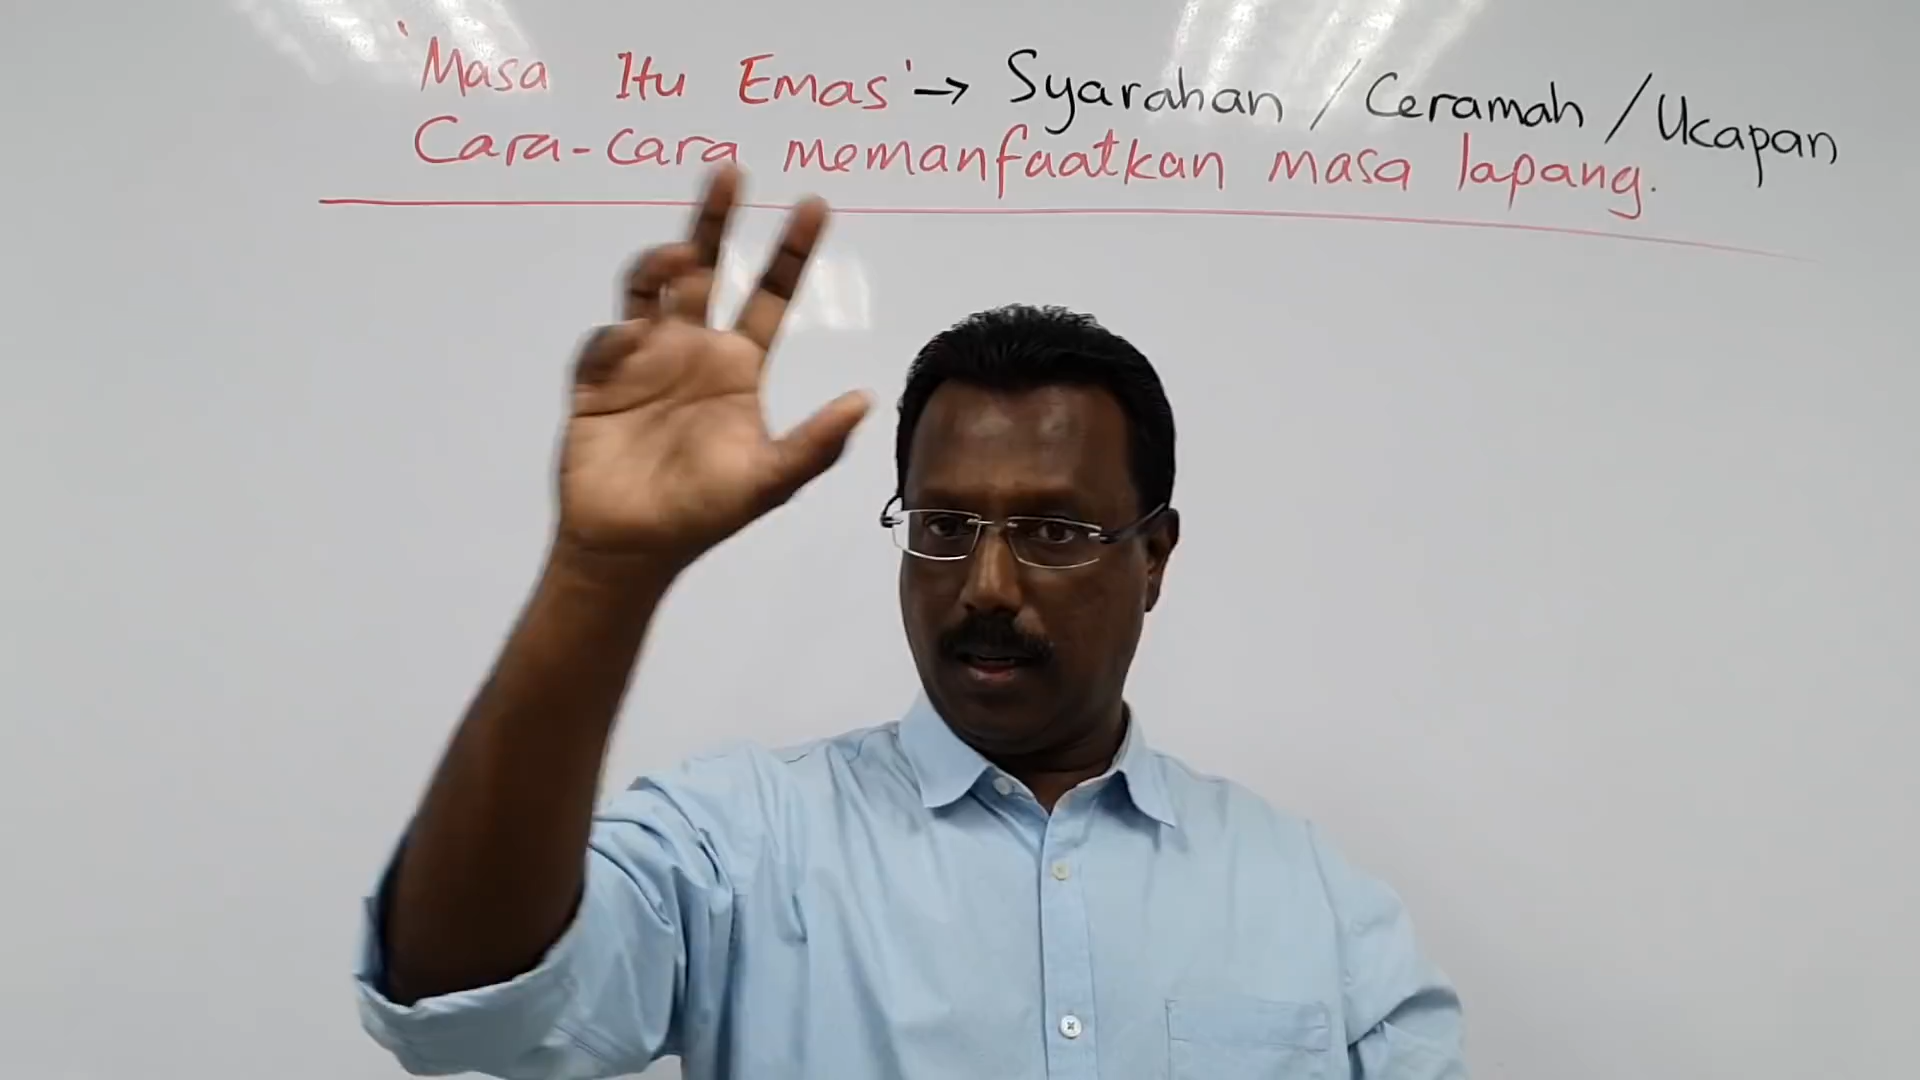 'Masa Itu Emas' → Syarahan / Ceramah / Ucapan
Cara-cara memanfaatkan masa lapang.